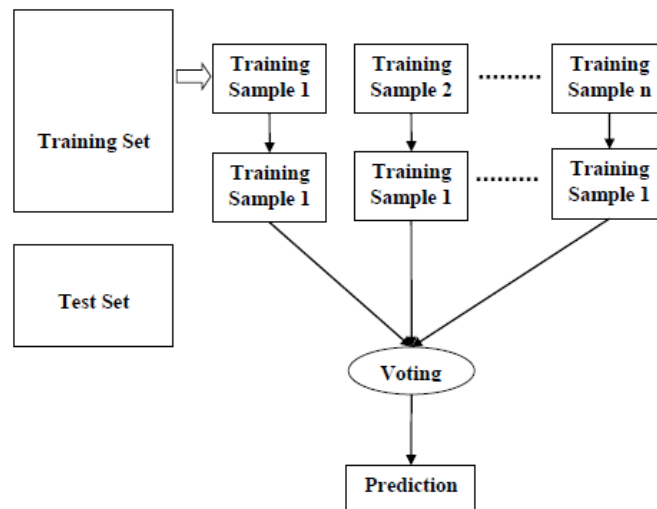 Training Set
Training
Sample 1
Training
Sample 2
.........
Training
Sample n
Training
Sample 1
Training
Sample 1
.........
Training
Sample 1
Test Set
Voting
Prediction